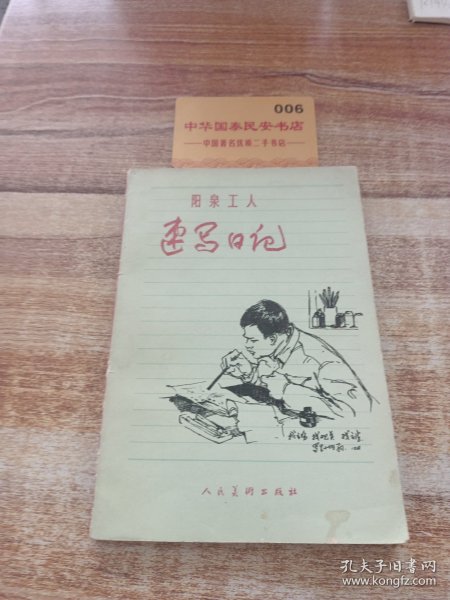 006
中华国泰民安书店
——中国著名优质二手书店——
阳泉工人
速写日记
人民美术出版社
孔夫子旧书网
www.kongfz.com